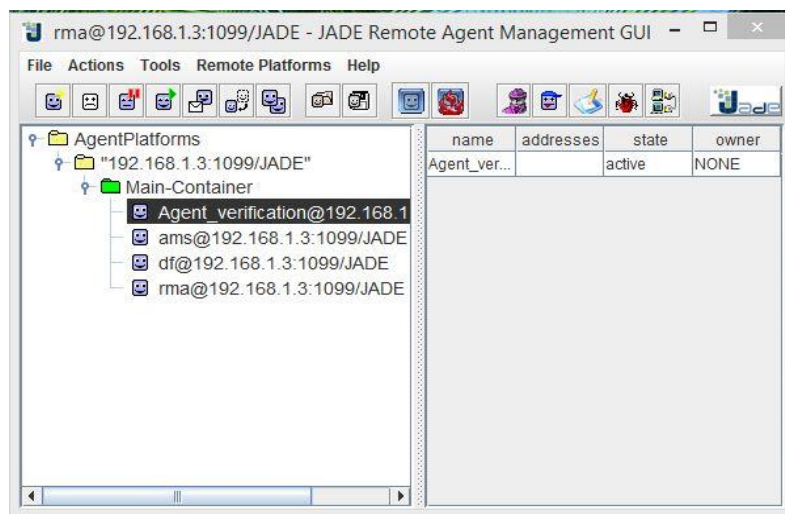 rma@192.168.1.3:1099/JADE - JADE Remote Agent Management GUI
File Actions Tools Remote Platforms Help
Jade
AgentPlatforms
"192.168.1.3:1099/JADE"
Main-Container
Agent_verification@192.168.1
ams@192.168.1.3:1099/JADE
df@192.168.1.3:1099/JADE
rma@192.168.1.3:1099/JADE
name addresses state owner
Agent_ver... active NONE